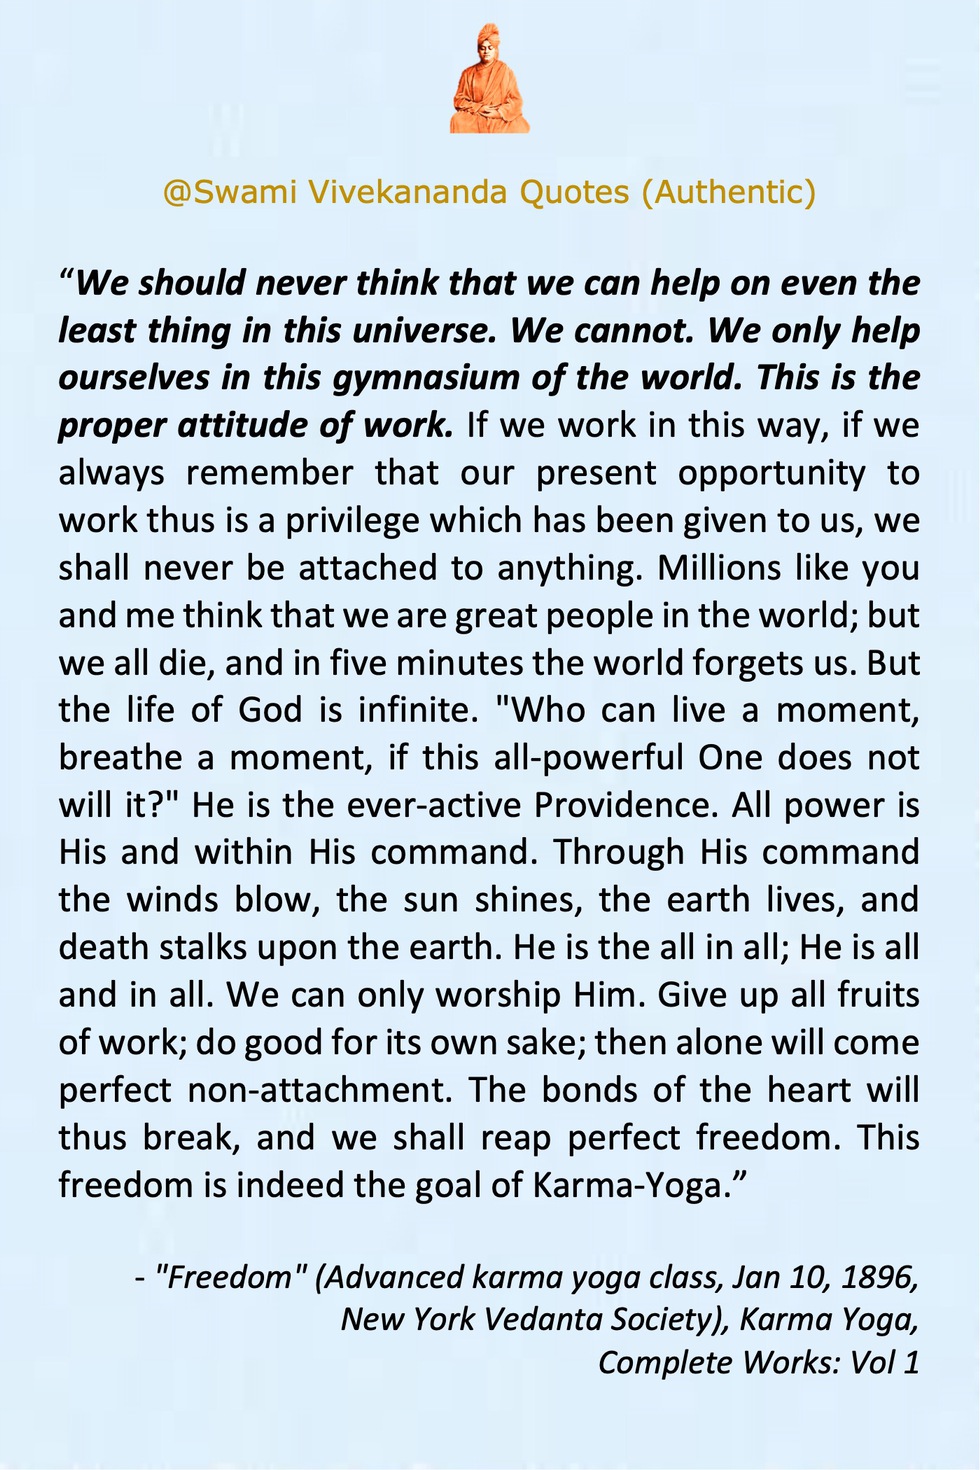 @Swami Vivekananda Quotes (Authentic)
“We should never think that we can help on even the
least thing in this universe. We cannot. We only help
ourselves in this gymnasium of the world. This is the
proper attitude of work. If we work in this way, if we
always remember that our present opportunity to
work thus is a privilege which has been given to us, we
shall never be attached to anything. Millions like you
and me think that we are great people in the world; but
we all die, and in five minutes the world forgets us. But
the life of God is infinite. "Who can live a moment,
breathe a moment, if this all-powerful One does not
will it?" He is the ever-active Providence. All power is
His and within His command. Through His command
the winds blow, the sun shines, the earth lives, and
death stalks upon the earth. He is the all in all; He is all
and in all. We can only worship Him. Give up all fruits
of work; do good for its own sake; then alone will come
perfect non-attachment. The bonds of the heart will
thus break, and we shall reap perfect freedom. This
freedom is indeed the goal of Karma-Yoga.”
- "Freedom" (Advanced karma yoga class, Jan 10, 1896,
New York Vedanta Society), Karma Yoga,
Complete Works: Vol 1